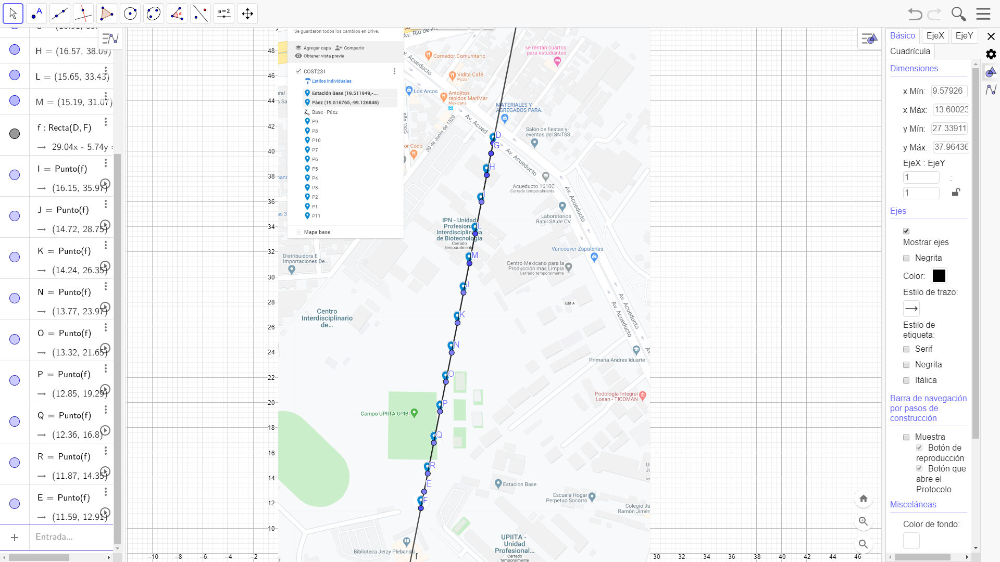 a=2
H = (16.57, 38.09)
L = (15.65, 33.43)
M = (15.19, 31.07)
f : Recta(D, F)
→ 29.04x - 5.74y =
I = Punto(f)
→ (16.15, 35.97)
J = Punto(f)
→ (14.72, 28.75)
K = Punto(f)
→ (14.24, 26.35)
N = Punto(f)
→ (13.77, 23.97)
O = Punto(f)
→ (13.32, 21.65)
P = Punto(f)
→ (12.85, 19.29)
Q = Punto(f)
→ (12.36, 16.8)
R = Punto(f)
→ (11.87, 14.35)
E = Punto(f)
→ (11.59, 12.91)
Entrada...
48
46
44
42
40
38
36
34
32
30
28
26
24
22
20
18
16
14
12
10
−10
−8
−6
−4
−2
30
32
34
36
38
40
42
44
46
Se guardaron todos los cambios en Drive.
Agregar capa
Compartir
Obtener vista previa
COST231
Estilos individuales
Estación Base (19.511949,-...
Páez (19.516765,-99.126846)
Base - Páez
P9
P8
P10
P7
P6
P5
P4
P3
P2
P1
P11
Mapa base
Av. Río de los
Av. Acueducto
Comedor Comunitario
se rentan cuartos
para estudiantes
Vidita Café
Pizza
Los Arcos
Antojitos
rápidos MariMar
Mexicana
MATERIALES Y
AGREGADOS PARA...
Av. Acued
Salón de fiestas y
eventos del SNTSS...
Año 1325
30 de Junio de 1520
or Coco
Av. Acueducto
Acueducto 1610C
Cerrado temporalmente
Av. Acueducto
Laboratorios
Rapil SA de CV
IPN - Unidad
Profesional
Interdisciplinaria
de Biotecnología
Cerrado
temporalmente
Vancouver Zapaterías
Distribuidora E
Importaciones De...
Centro Mexicano para la
Producción más Limpia
Cerrado temporalmente
Edif A
Av. Acueducto
Av. Acueducto
Centro
Interdisciplinario
de...
Primaria Andres Iduarte
Podología Integral
Losan - TICOMAN
Campo UPIITA-UPIBI
Estacion Base
Escuela Hogar
Perpetuo Socorro
Colegio Ju
Ramón Jimén
UPIITA -
Unidad
Profesional...
Cerrado
temporalmente
Biblioteca Jerzy Plebanski
D
G
H
I
L
M
J
K
N
O
P
Q
R
E
F
f
Básico
EjeX
EjeY
Cuadrícula
Dimensiones
x Mín: 9.57926
x Máx: 13.60023
y Mín: 27.33911
y Máx: 37.96436
EjeX : EjeY
1 :
1
Ejes
Mostrar ejes
Negrita
Color:
Estilo de trazo:
Estilo de
etiqueta:
Serif
Negrita
Itálica
Barra de navegación
por pasos de
construcción
Muestra
Botón de
reproducción
Botón que
abre el
Protocolo
Misceláneas
Color de fondo: